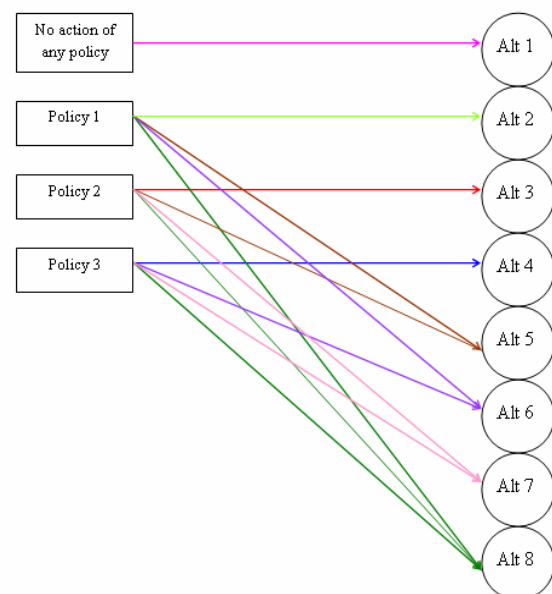 No action of
any policy
Alt 1
Policy 1
Alt 2
Policy 2
Alt 3
Policy 3
Alt 4
Alt 5
Alt 6
Alt 7
Alt 8